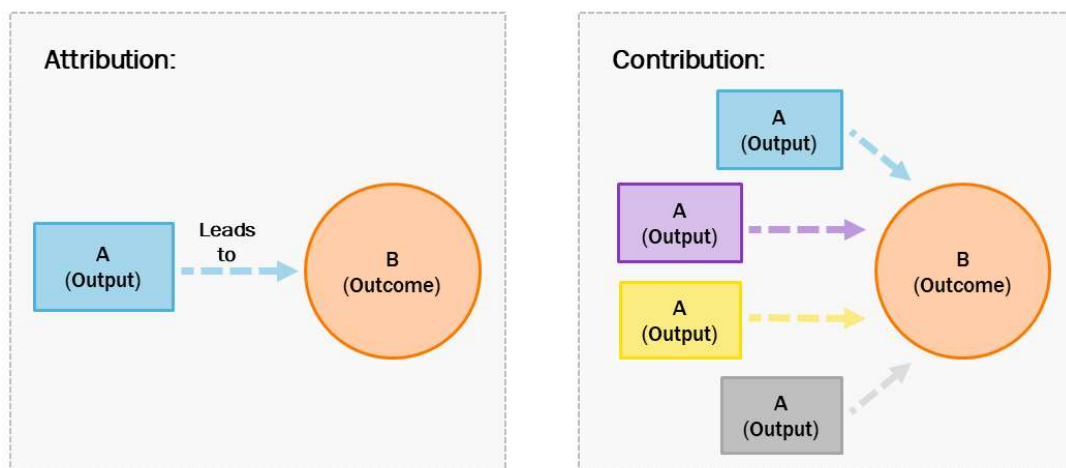 Attribution:
A
(Output)
Leads
to
B
(Outcome)
Contribution:
A
(Output)
A
(Output)
A
(Output)
A
(Output)
B
(Outcome)